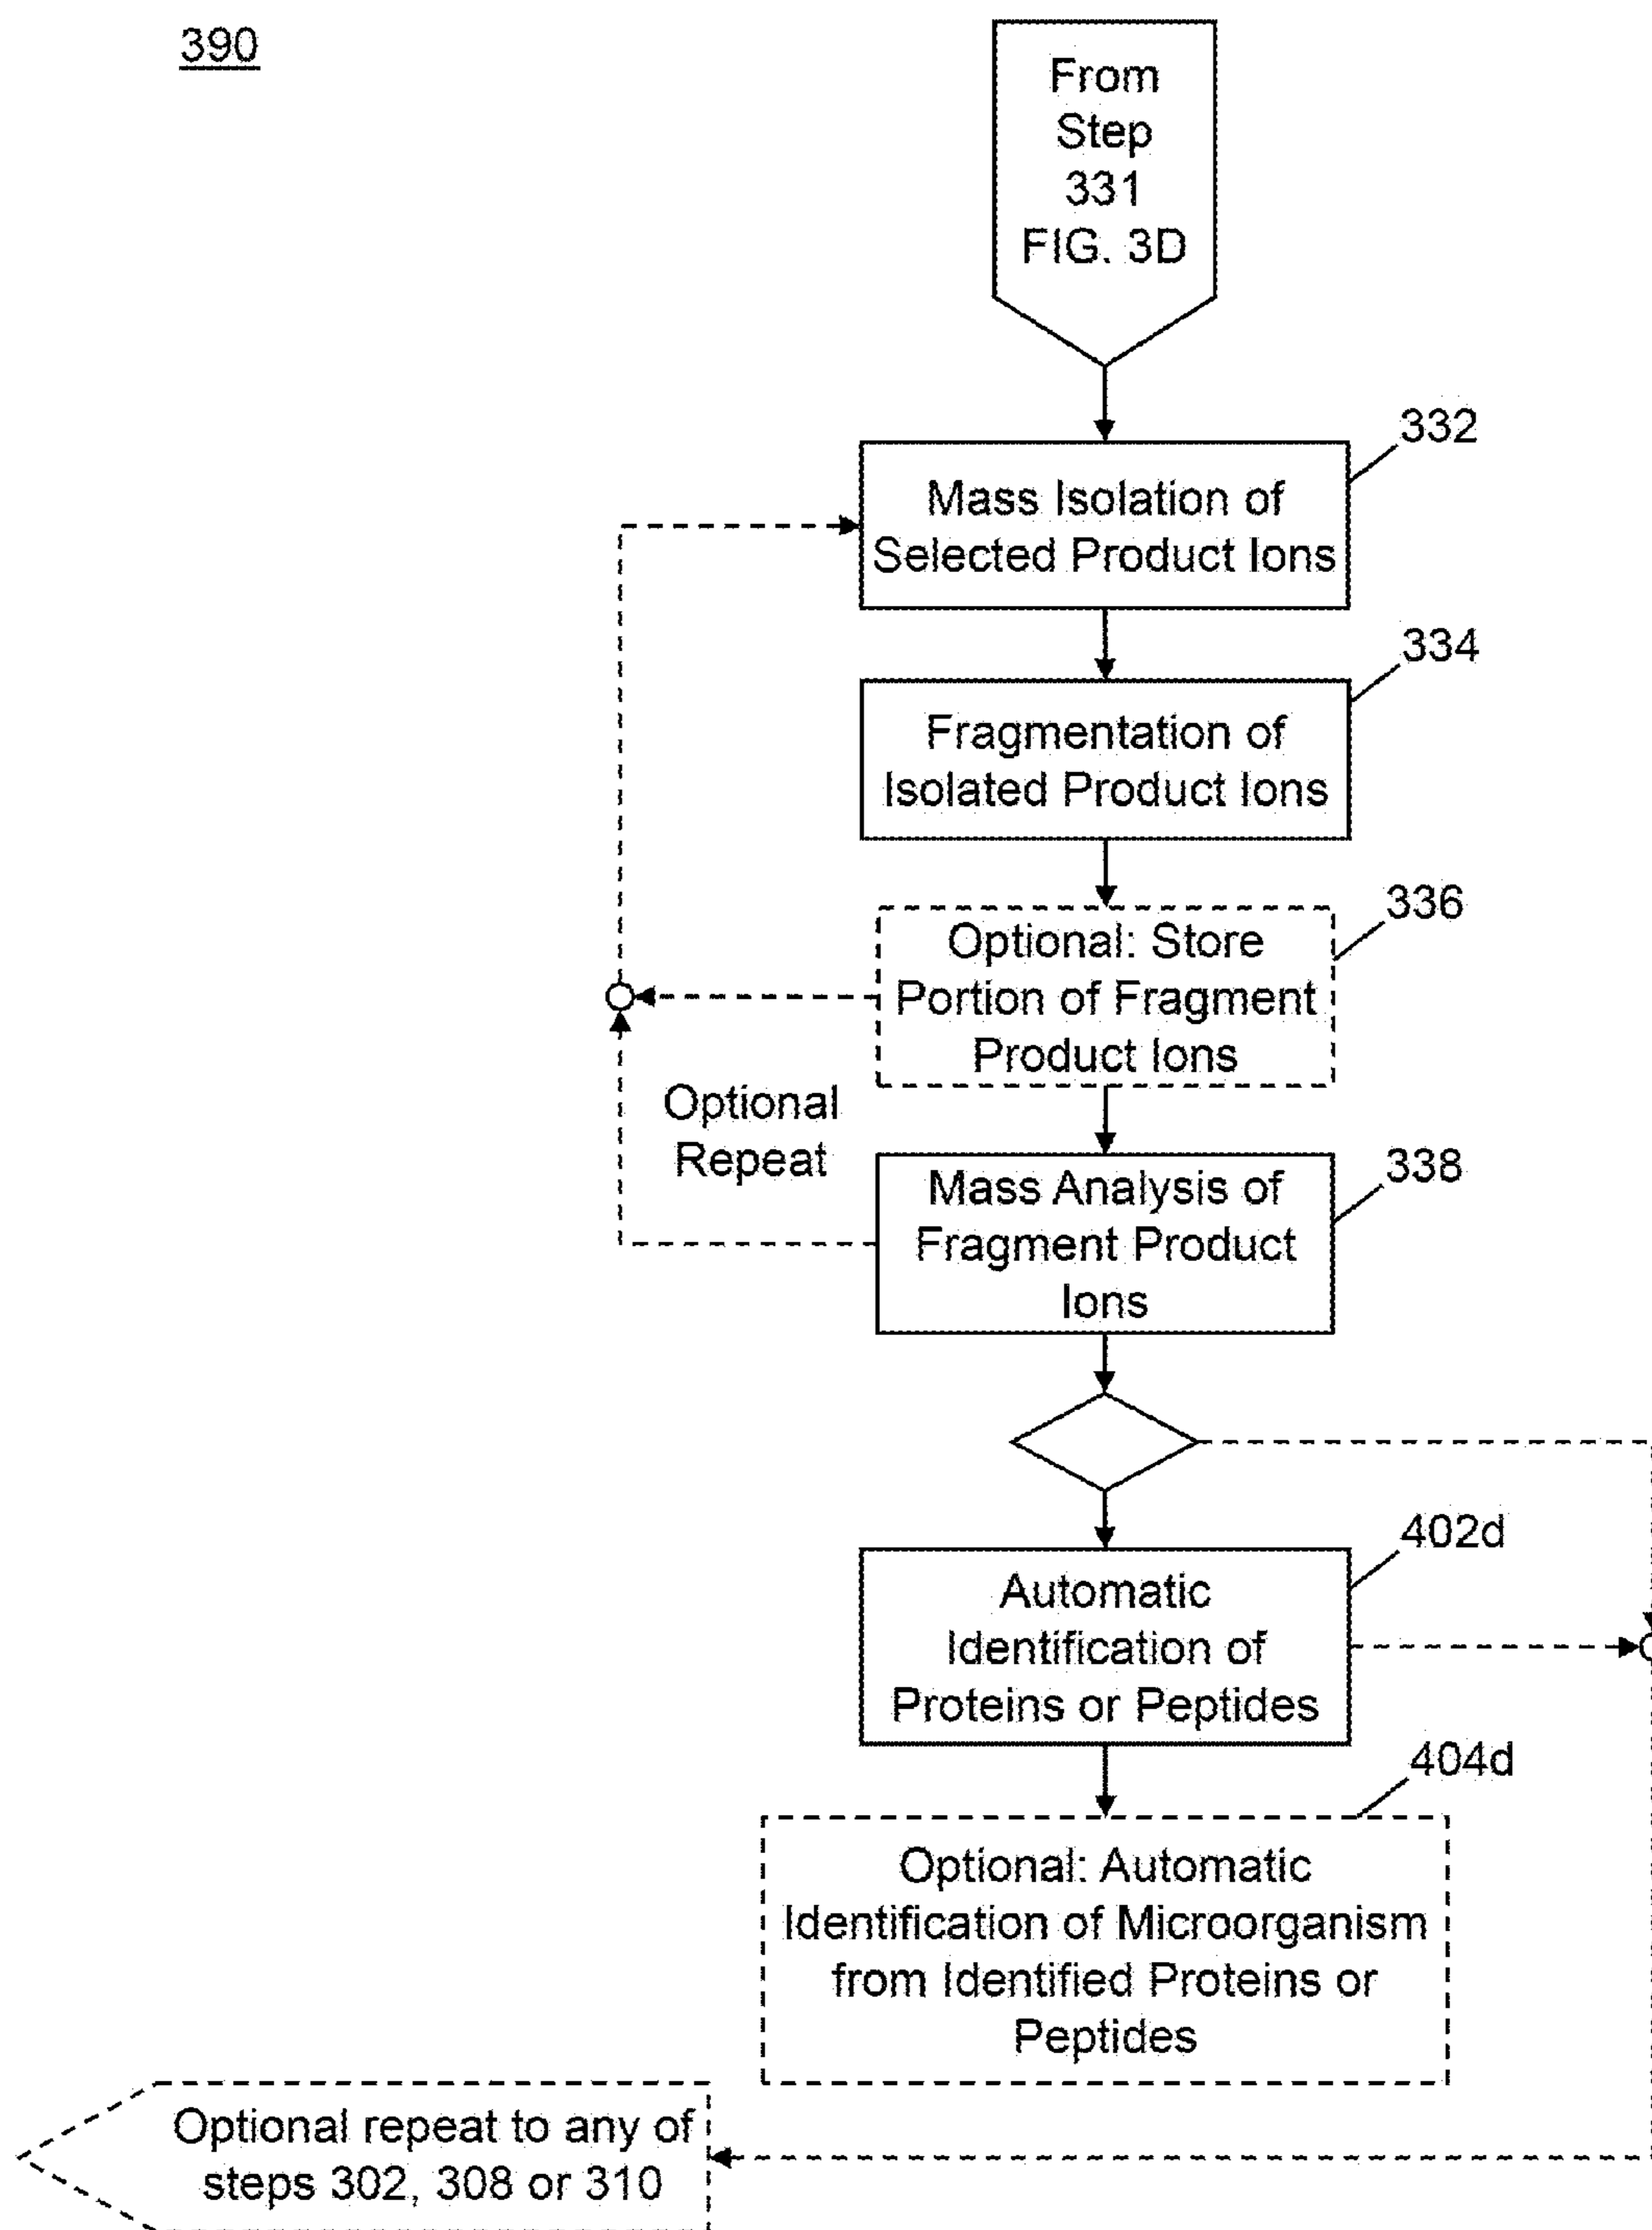 390
From
Step
331
FIG. 3D
332
Mass Isolation of
Selected Product Ions
334
Fragmentation of
Isolated Product Ions
336
Optional: Store
Portion of Fragment
Product Ions
Optional
Repeat
338
Mass Analysis of
Fragment Product
Ions
402d
Automatic
Identification of
Proteins or Peptides
404d
Optional: Automatic
Identification of Microorganism
from Identified Proteins or
Peptides
Optional repeat to any of
steps 302, 308 or 310